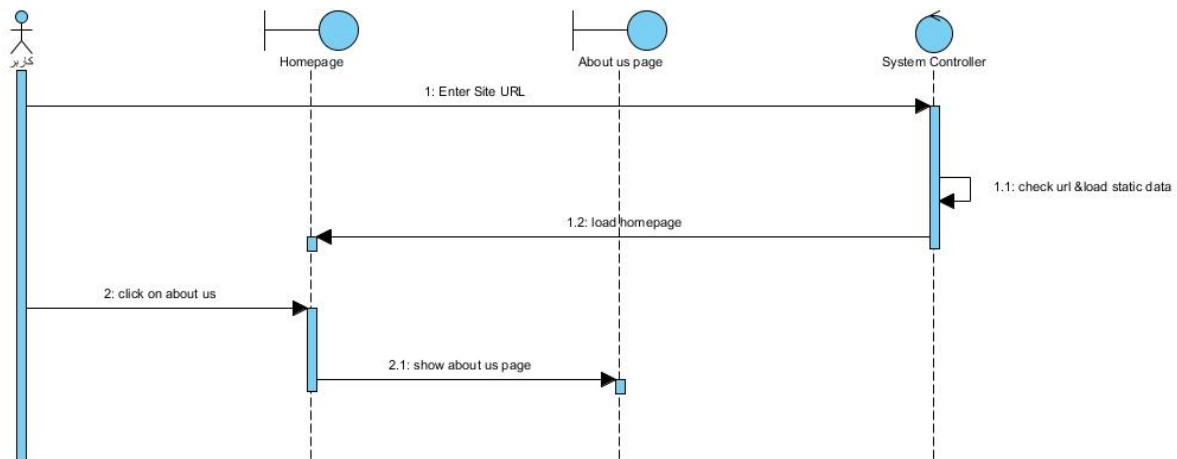 کاربر
Homepage
About us page
System Controller
1: Enter Site URL
1.1: check url &load static data
1.2: load homepage
2: click on about us
2.1: show about us page